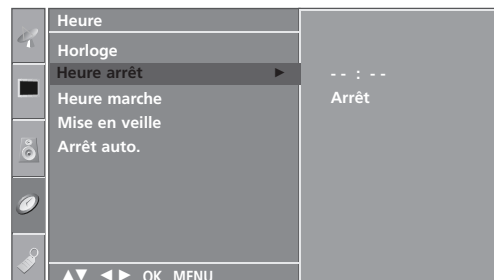 Heure
Horloge
Heure arrêt ► - - : - -
Heure marche Arrêt
Mise en veille
Arrêt auto.
▲▼ ◄► OK MENU